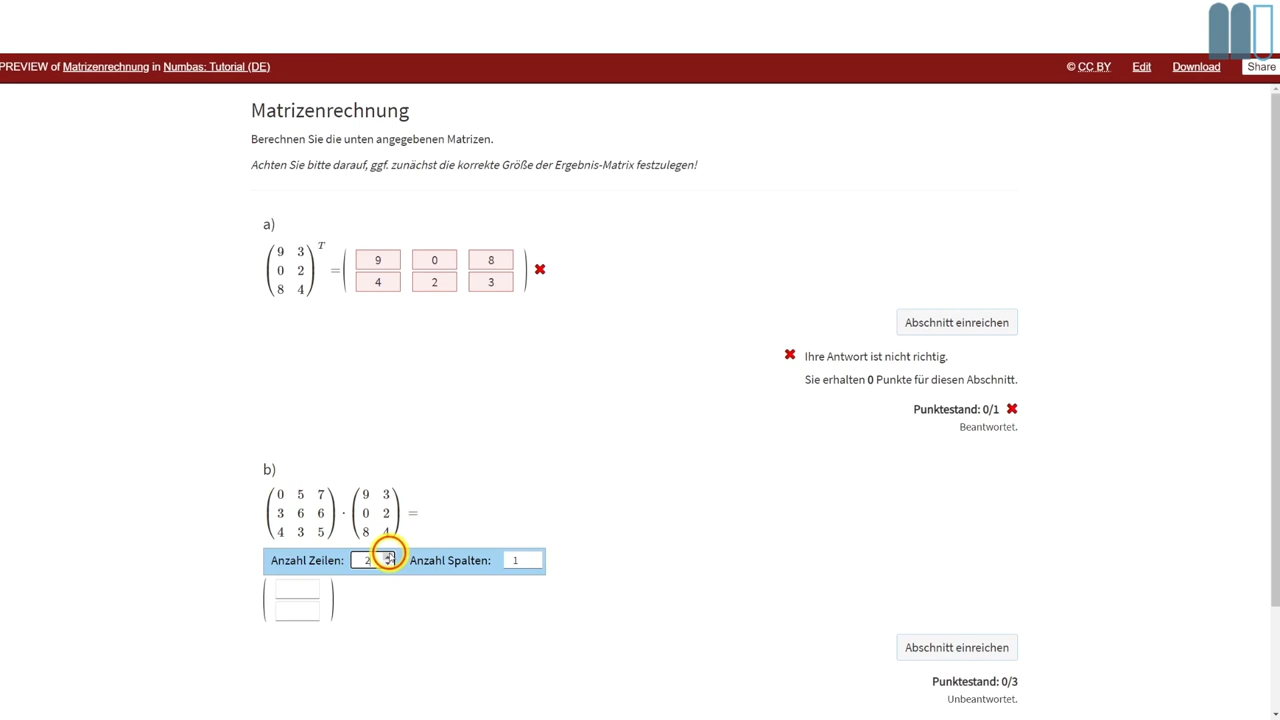 PREVIEW of Matrizenrechnung in Numbas: Tutorial (DE)
© CC BY Edit Download Share
Matrizenrechnung
Berechnen Sie die unten angegebenen Matrizen.
Achten Sie bitte darauf, ggf. zunächst die korrekte Größe der Ergebnis-Matrix festzulegen!
a)
9 3 T
0 2 = ( 9 0 8 )
8 4 ( 4 2 3 )
Abschnitt einreichen
Ihre Antwort ist nicht richtig.
Sie erhalten 0 Punkte für diesen Abschnitt.
Punktestand: 0/1
Beantwortet.
b)
0 5 7 9 3
3 6 6 · 0 2 =
4 3 5 8 4
Anzahl Zeilen: 2 Anzahl Spalten: 1
Abschnitt einreichen
Punktestand: 0/3
Unbeantwortet.